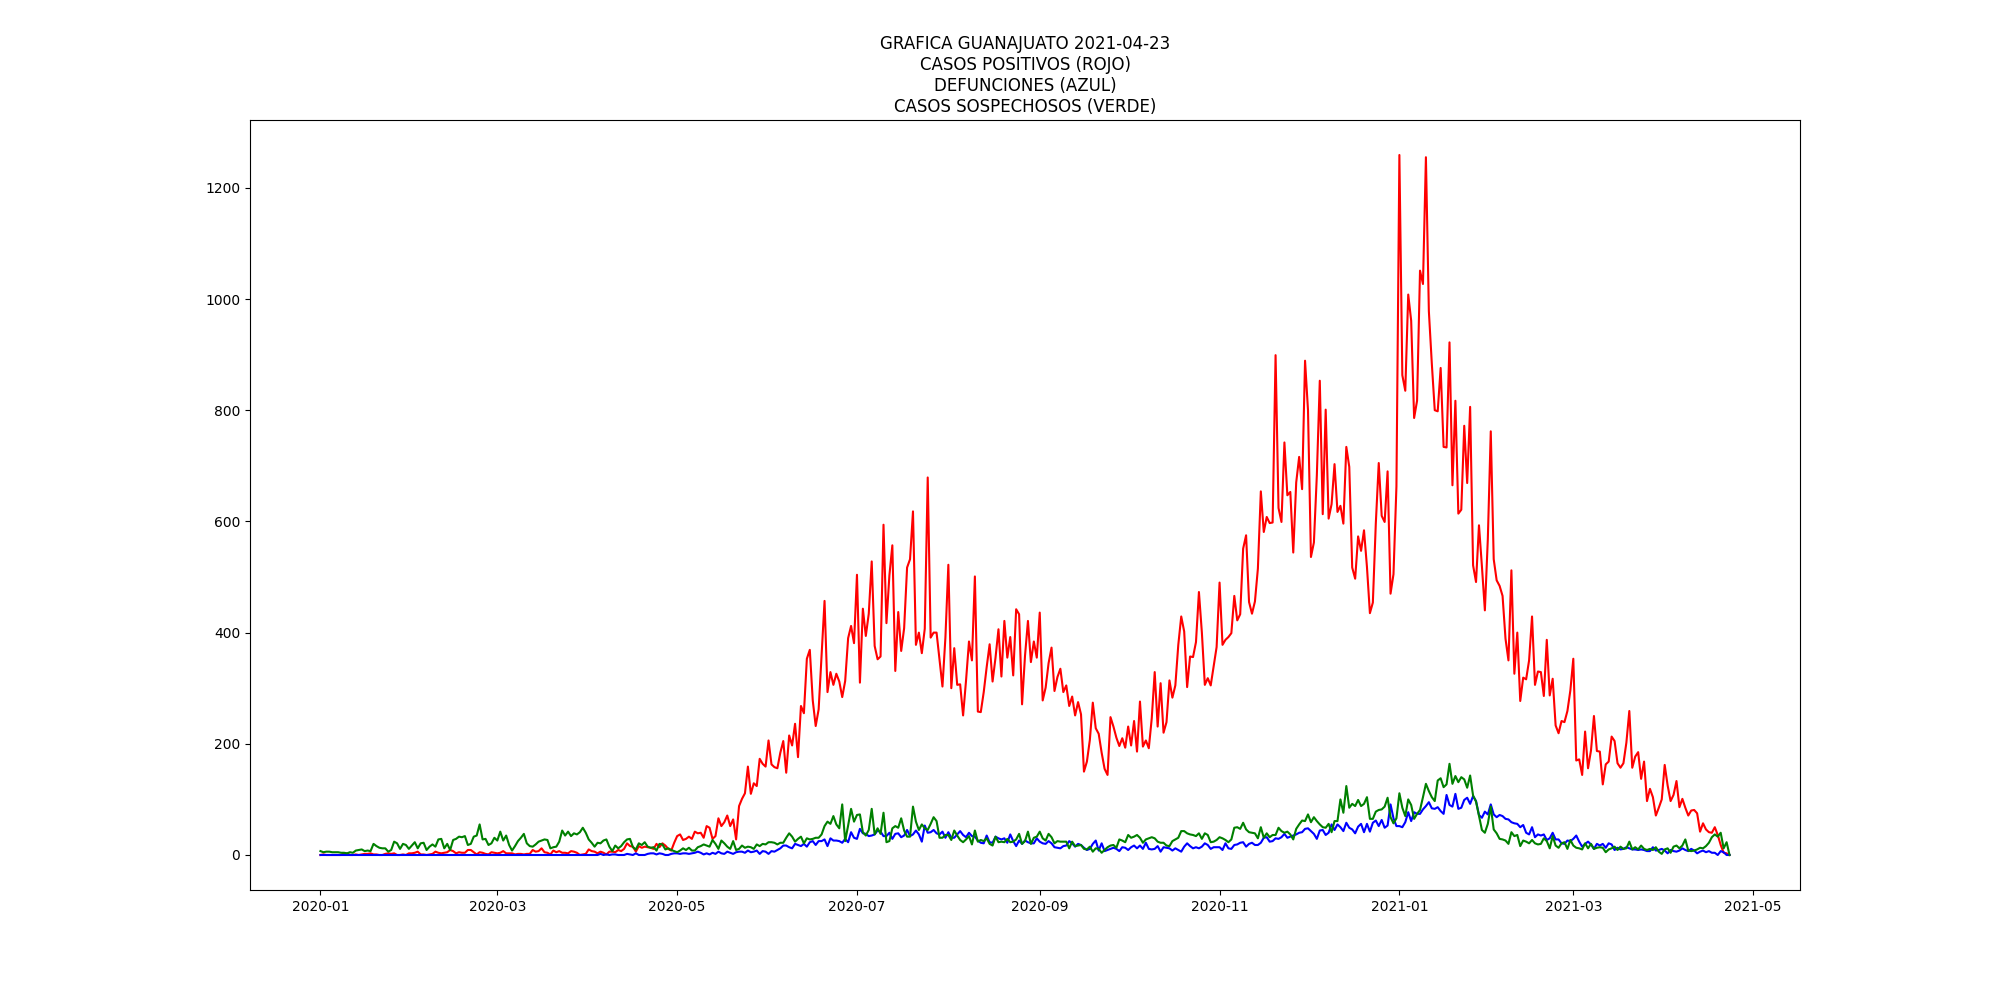 GRAFICA GUANAJUATO 2021-04-23
CASOS POSITIVOS (ROJO)
DEFUNCIONES (AZUL)
CASOS SOSPECHOSOS (VERDE)
1200
1000
800
600
400
200
0
2020-01 2020-03 2020-05 2020-07 2020-09 2020-11 2021-01 2021-03 2021-05